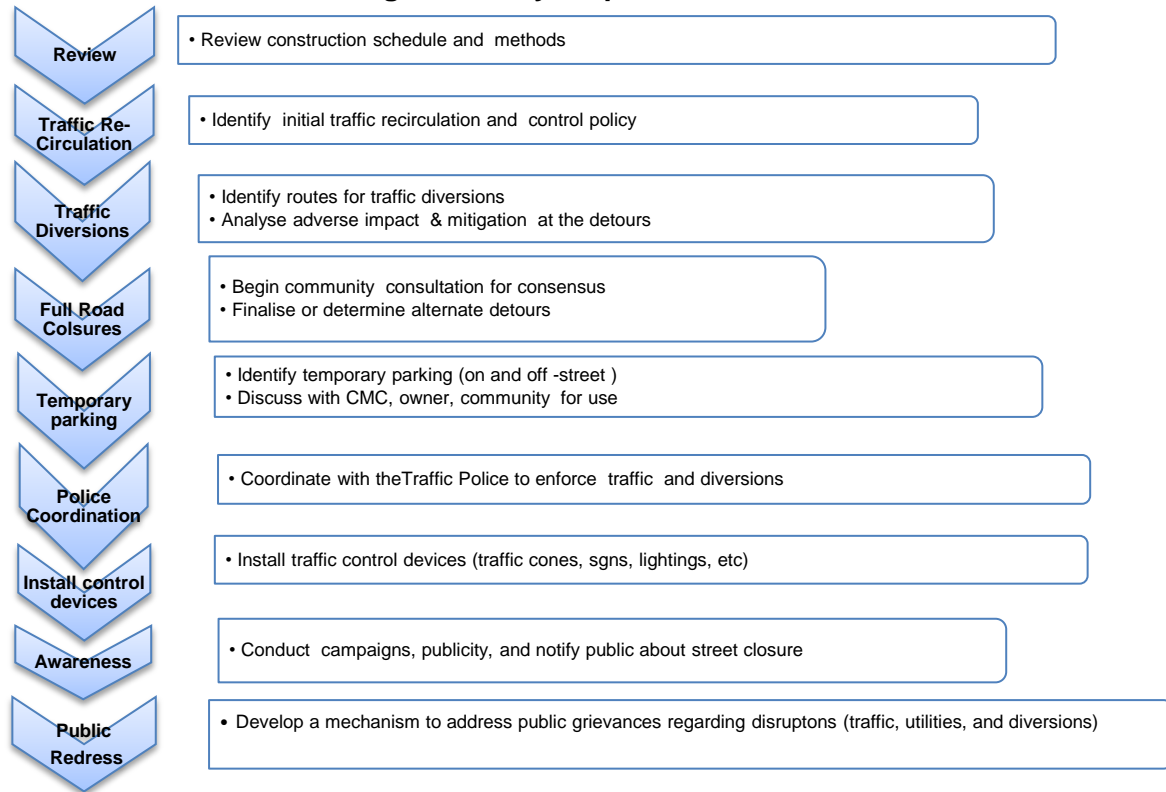 Review
• Review construction schedule and methods
Traffic Re-
Circulation
• Identify initial traffic recirculation and control policy
Traffic
Diversions
• Identify routes for traffic diversions
• Analyse adverse impact & mitigation at the detours
Full Road
Colsures
• Begin community consultation for consensus
• Finalise or determine alternate detours
Temporary
parking
• Identify temporary parking (on and off -street )
• Discuss with CMC, owner, community for use
Police
Coordination
• Coordinate with theTraffic Police to enforce traffic and diversions
Install control
devices
• Install traffic control devices (traffic cones, sgns, lightings, etc)
Awareness
• Conduct campaigns, publicity, and notify public about street closure
Public
Redress
• Develop a mechanism to address public grievances regarding disruptons (traffic, utilities, and diversions)